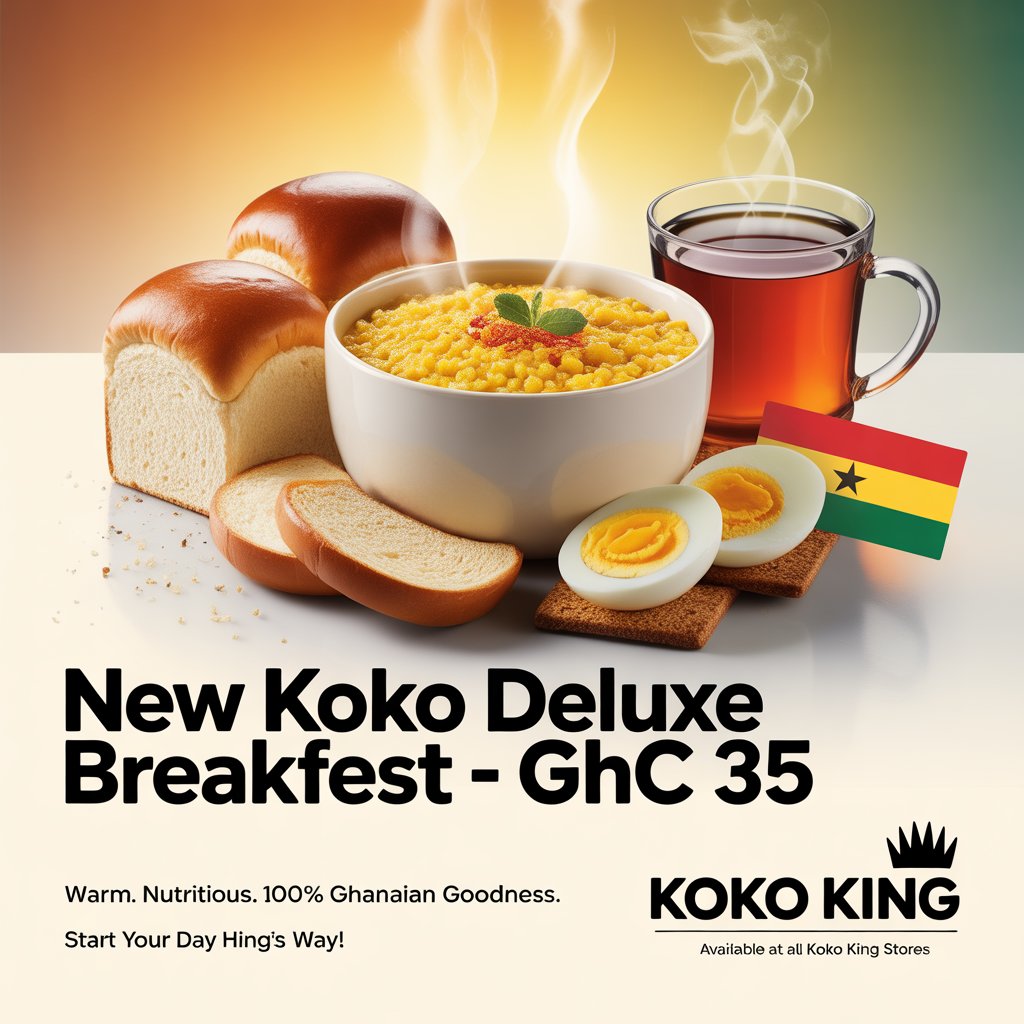 New Koko Deluxe
Breakfest - GhC 35
Warm. Nutritious. 100% Ghanaian Goodness.
Start Your Day Hing's Way!
KOKO KING
Available at all Koko King Stores